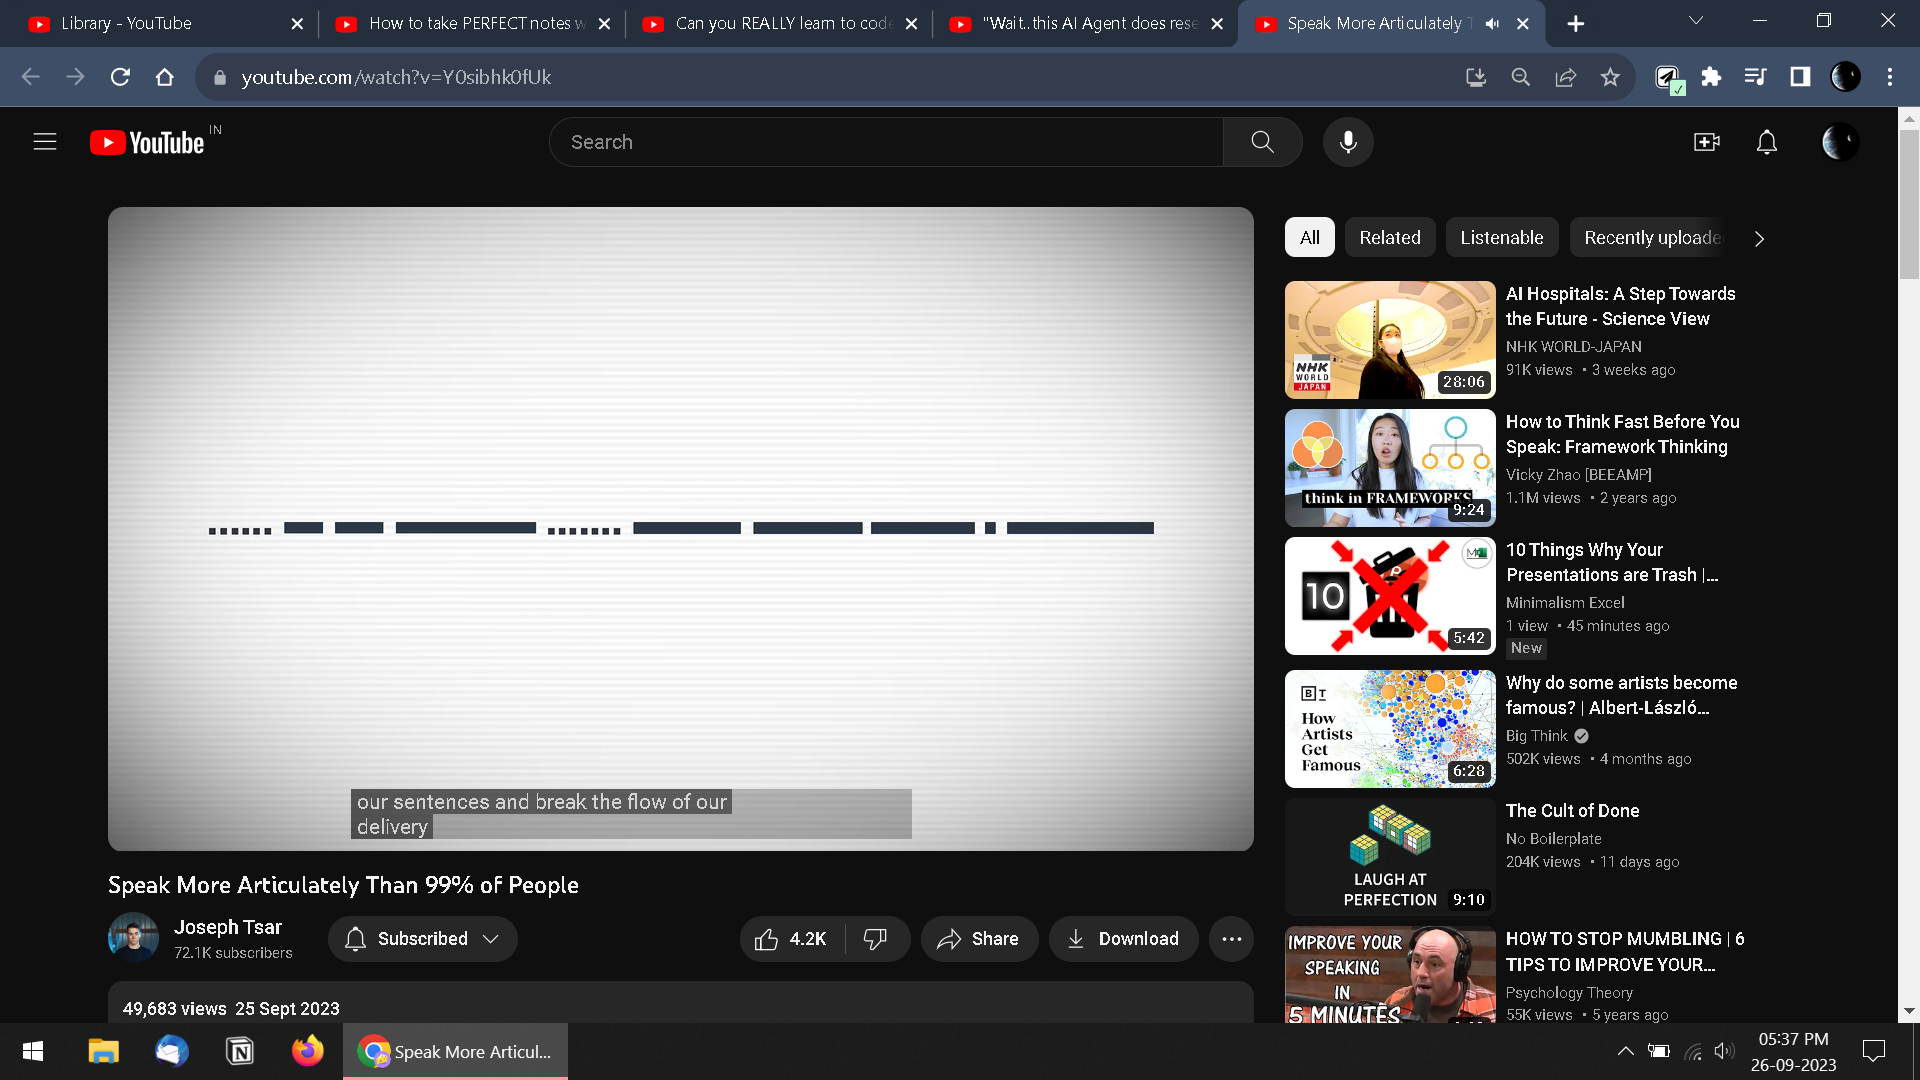 Library - YouTube
How to take PERFECT notes w
Can you REALLY learn to code
"Wait..this AI Agent does rese
Speak More Articulately T
youtube.com/watch?v=Y0sibhk0fUk
YouTube IN
Search
our sentences and break the flow of our
delivery
Speak More Articulately Than 99% of People
Joseph Tsar
72.1K subscribers
Subscribed
4.2K
Share
Download
49,683 views 25 Sept 2023
All
Related
Listenable
Recently uploade
NHK
WORLD
JAPAN
28:06
AI Hospitals: A Step Towards
the Future - Science View
NHK WORLD-JAPAN
91K views • 3 weeks ago
think in FRAMEWORKS
9:24
How to Think Fast Before You
Speak: Framework Thinking
Vicky Zhao [BEEAMP]
1.1M views • 2 years ago
10
5:42
10 Things Why Your
Presentations are Trash |...
Minimalism Excel
1 view • 45 minutes ago
New
B T
How
Artists
Get
Famous
6:28
Why do some artists become
famous? | Albert-László...
Big Think
502K views • 4 months ago
LAUGH AT
PERFECTION
9:10
The Cult of Done
No Boilerplate
204K views • 11 days ago
IMPROVE YOUR
SPEAKING
IN
5 MINUTES
HOW TO STOP MUMBLING | 6
TIPS TO IMPROVE YOUR...
Psychology Theory
55K views • 5 years ago
Speak More Articul...
05:37 PM
26-09-2023